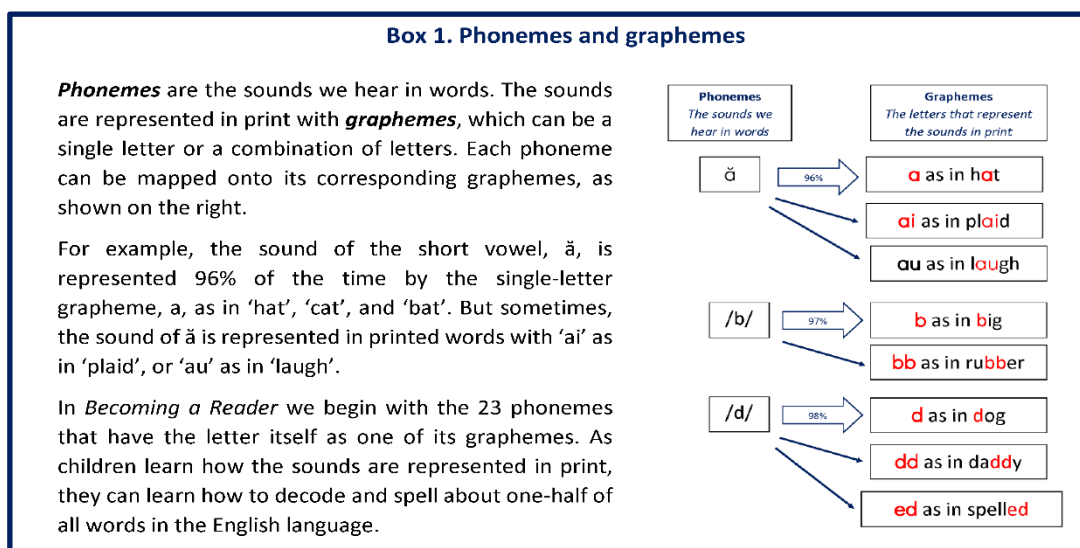 Box 1. Phonemes and graphemes
Phonemes are the sounds we hear in words. The sounds
are represented in print with graphemes, which can be a
single letter or a combination of letters. Each phoneme
can be mapped onto its corresponding graphemes, as
shown on the right.
For example, the sound of the short vowel, ă, is
represented 96% of the time by the single-letter
grapheme, a, as in ‘hat’, ‘cat’, and ‘bat’. But sometimes,
the sound of ă is represented in printed words with ‘ai’ as
in ‘plaid’, or ‘au’ as in ‘laugh’.
In Becoming a Reader we begin with the 23 phonemes
that have the letter itself as one of its graphemes. As
children learn how the sounds are represented in print,
they can learn how to decode and spell about one-half of
all words in the English language.
Phonemes
The sounds we
hear in words
Graphemes
The letters that represent
the sounds in print
ă
96%
a as in hat
ai as in plaid
au as in laugh
/b/
97%
b as in big
bb as in rubber
/d/
98%
d as in dog
dd as in daddy
ed as in spelled